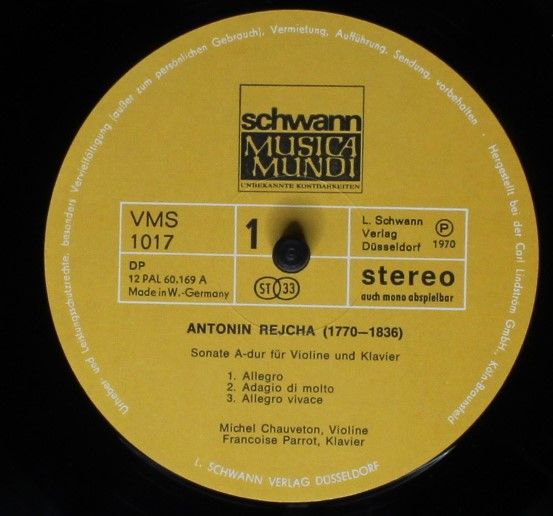 Urheber- und Leistungsschutzrechte, besonders Vervielfältigung (außer zum persönlichen Gebrauch), Vermietung, Aufführung, Sendung, vorbehalten · Hergestellt bei der Carl Lindström GmbH., Köln-Braunsfeld
schwann
MUSICA
MUNDI
UNBEKANNTE KOSTBARKEITEN
VMS
1017
1
L. Schwann
Verlag
Düsseldorf
P
1970
DP
12 PAL 60.169 A
Made in W.-Germany
ST 33
stereo
auch mono abspielbar
ANTONIN REJCHA (1770—1836)
Sonate A-dur für Violine und Klavier
1. Allegro
2. Adagio di molto
3. Allegro vivace
Michel Chauveton, Violine
Francoise Parrot, Klavier
L. SCHWANN VERLAG DÜSSELDORF